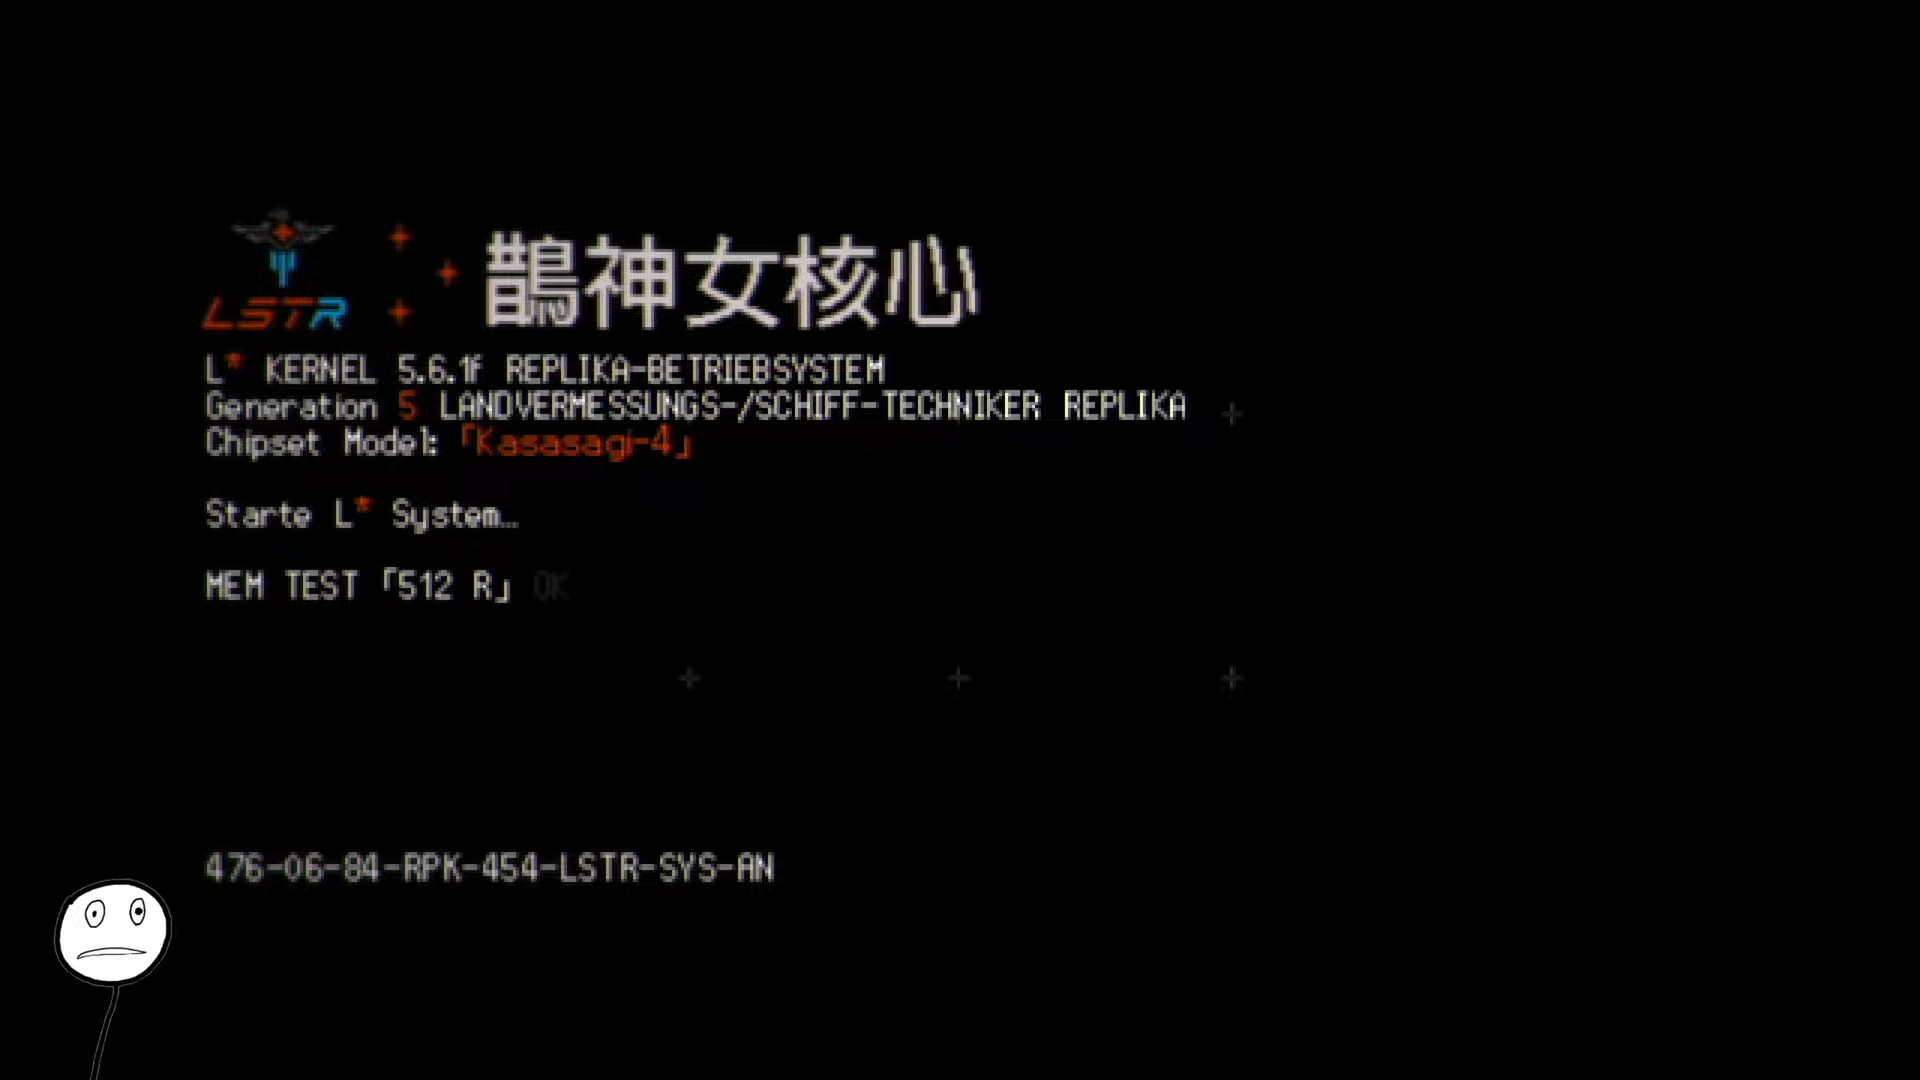 LSTR
鵲神女核心
L* KERNEL 5.6.1f REPLIKA-BETRIEBSYSTEM
Generation 5 LANDVERMESSUNGS-/SCHIFF-TECHNIKER REPLIKA
Chipset Model: 「Kasasagi-4」
Starte L* System…
MEM TEST 「512 R」 OK
476-06-84-RPK-454-LSTR-SYS-AN